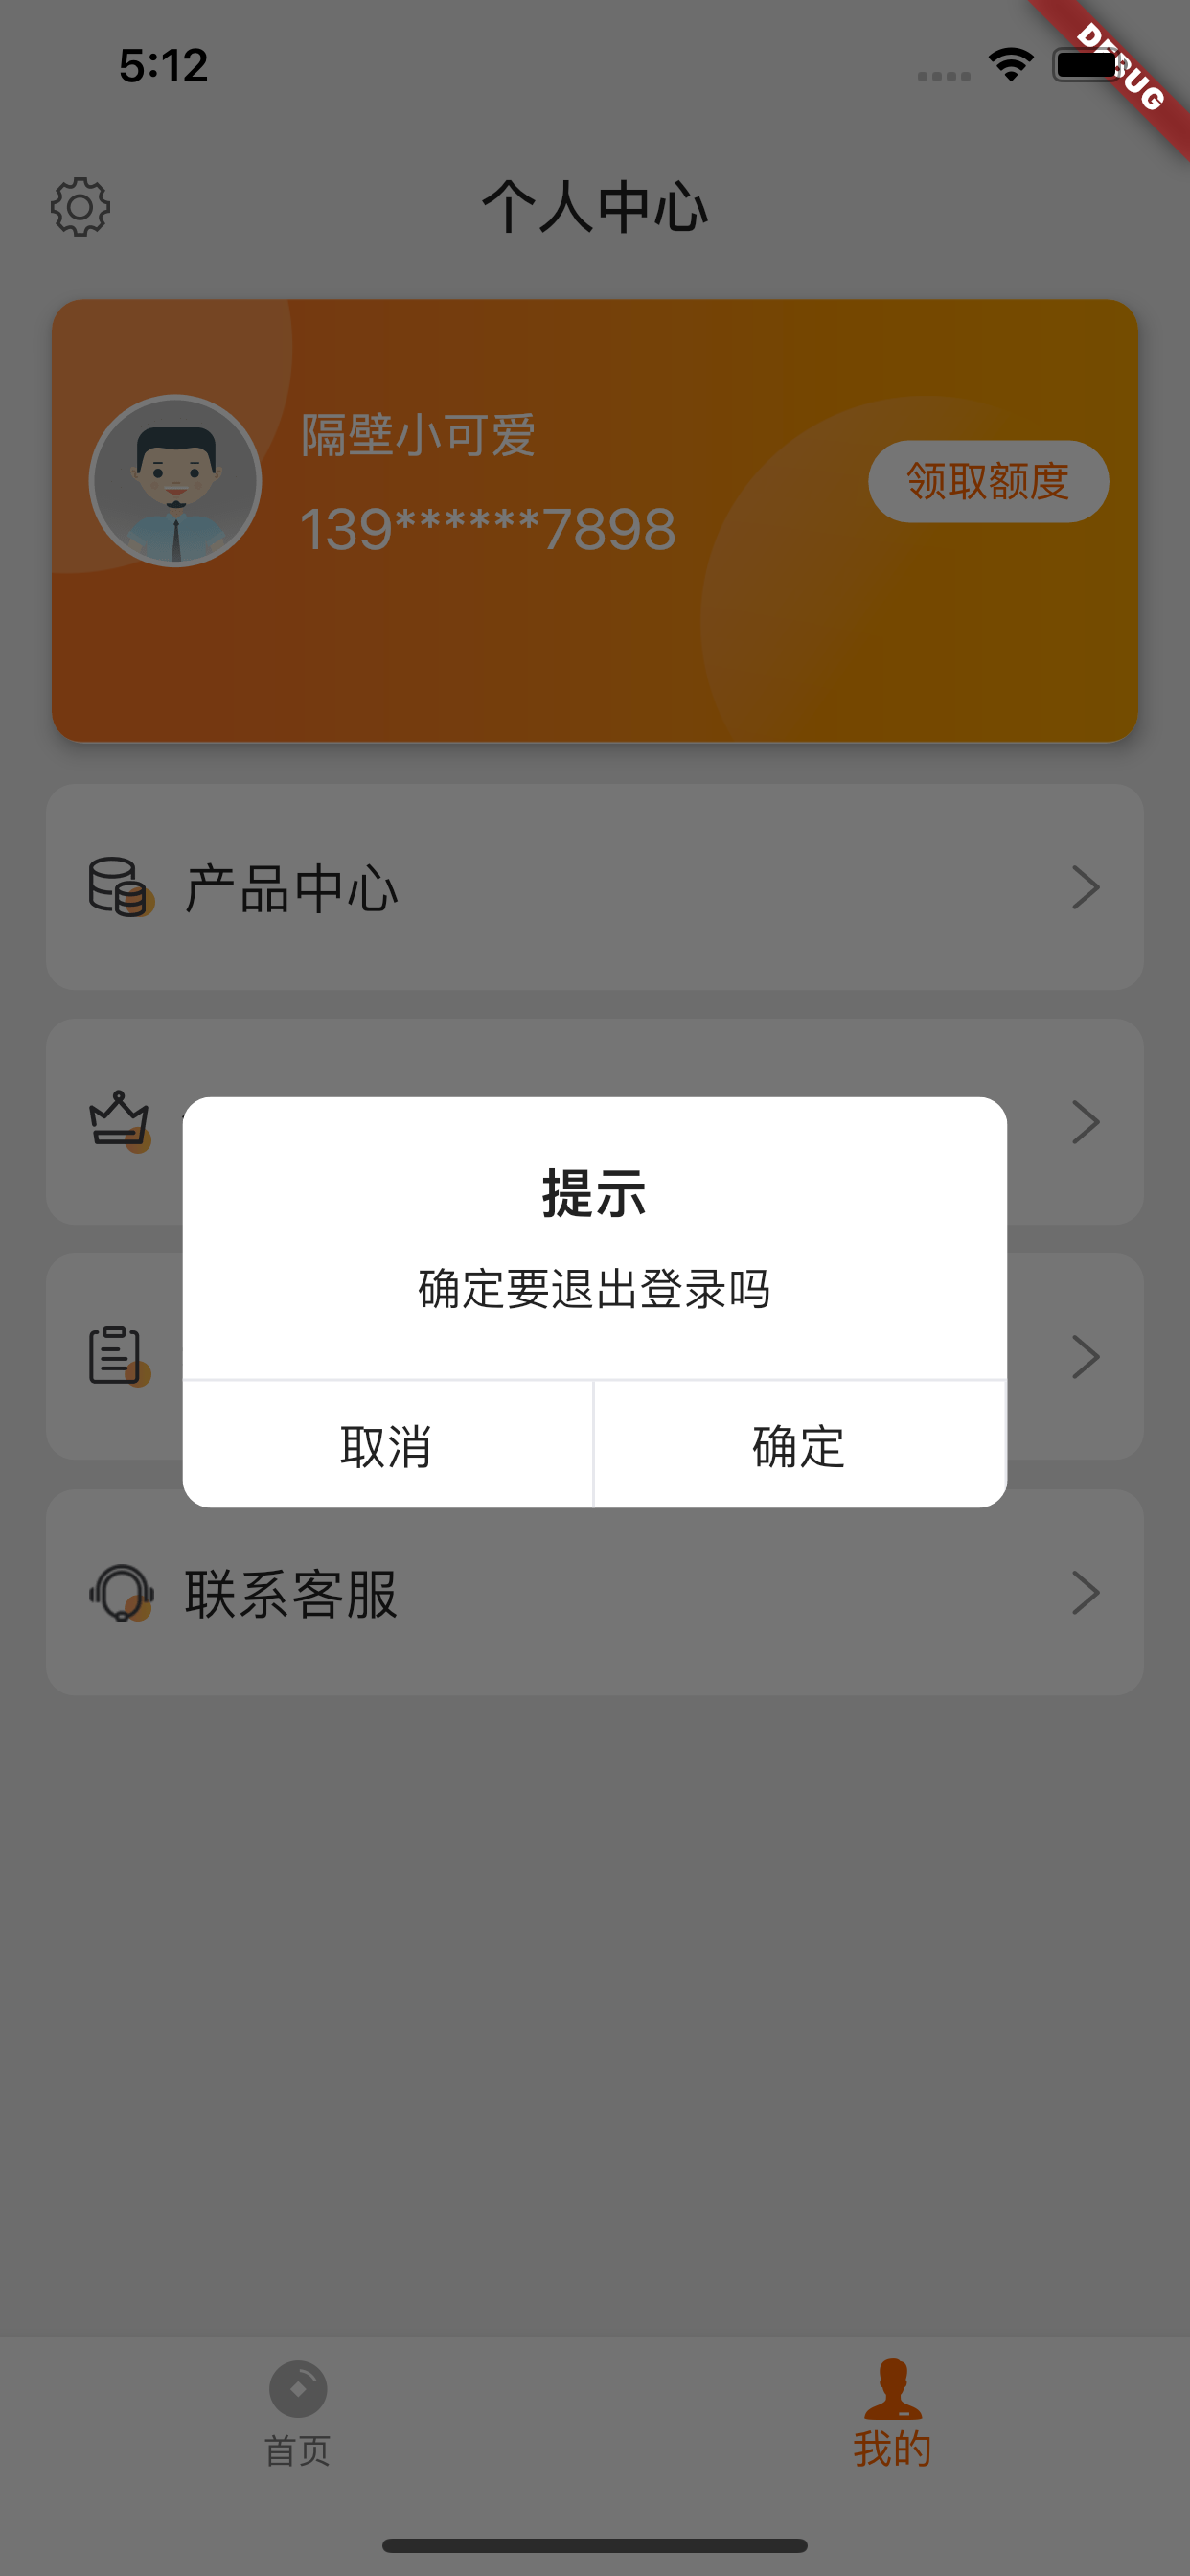 5:12
DEBUG
个人中心
隔壁小可爱
139******7898
领取额度
产品中心
提示
确定要退出登录吗
取消
确定
联系客服
首页
我的